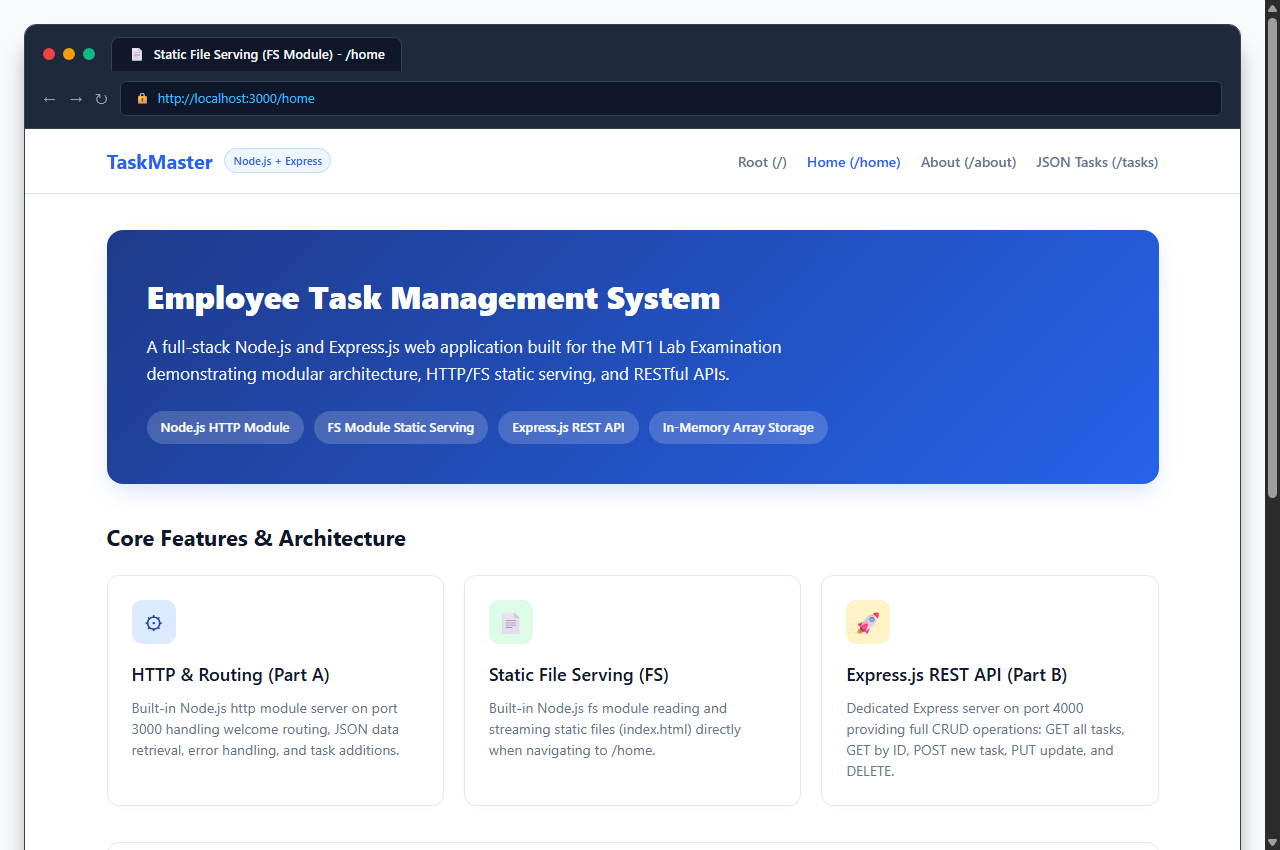 Static File Serving (FS Module) - /home
http://localhost:3000/home
TaskMaster
Node.js + Express
Root (/)
Home (/home)
About (/about)
JSON Tasks (/tasks)
Employee Task Management System
A full-stack Node.js and Express.js web application built for the MT1 Lab Examination
demonstrating modular architecture, HTTP/FS static serving, and RESTful APIs.
Node.js HTTP Module
FS Module Static Serving
Express.js REST API
In-Memory Array Storage
Core Features & Architecture
HTTP & Routing (Part A)
Built-in Node.js http module server on port
3000 handling welcome routing, JSON data
retrieval, error handling, and task additions.
Static File Serving (FS)
Built-in Node.js fs module reading and
streaming static files (index.html) directly
when navigating to /home.
Express.js REST API (Part B)
Dedicated Express server on port 4000
providing full CRUD operations: GET all tasks,
GET by ID, POST new task, PUT update, and
DELETE.